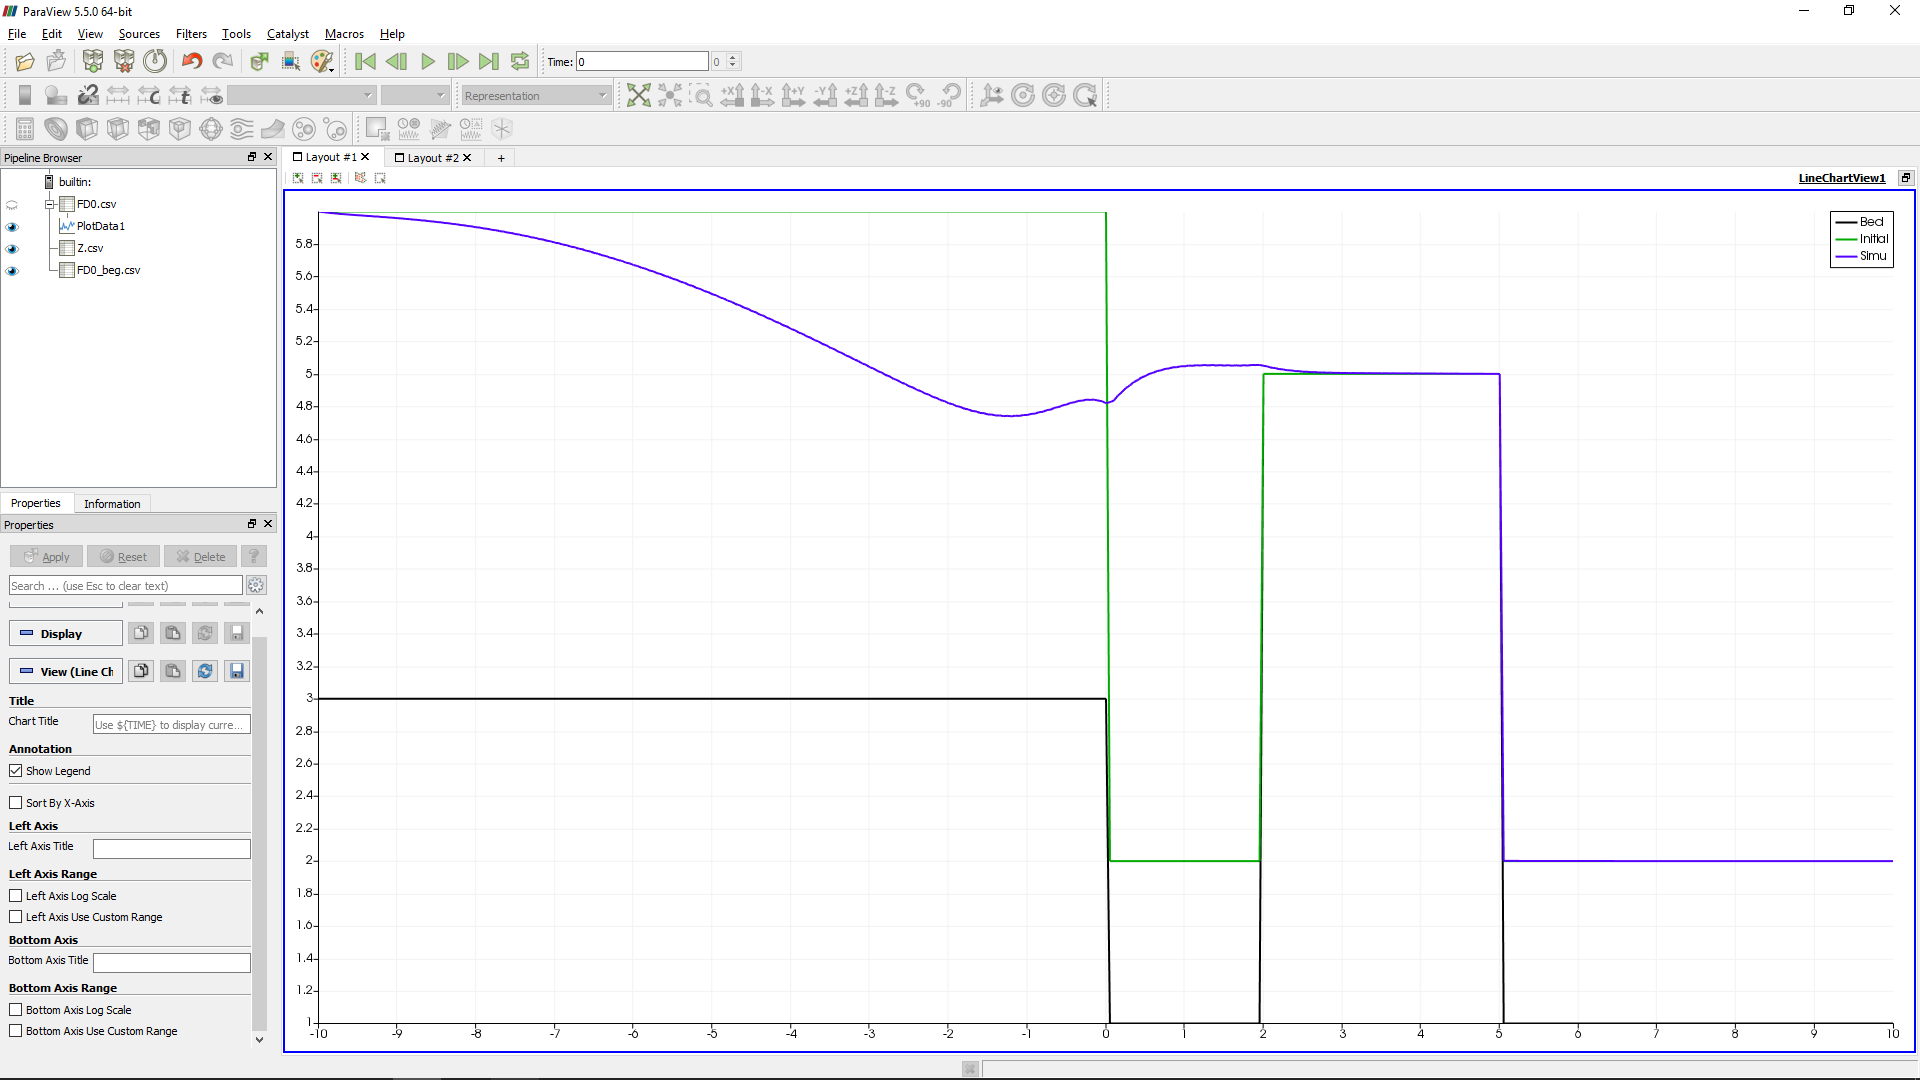 ParaView 5.5.0 64-bit
File Edit View Sources Filters Tools Catalyst Macros Help
Time: 0 0
Representation
+X -X +Y -Y +Z -Z +90 -90
Pipeline Browser
builtin:
FD0.csv
PlotData1
Z.csv
FD0_beg.csv
Properties Information
Properties
Apply Reset Delete ?
Search ... (use Esc to clear text)
Display
View (Line Ch
Title
Chart Title Use ${TIME} to display curre...
Annotation
Show Legend
Sort By X-Axis
Left Axis
Left Axis Title
Left Axis Range
Left Axis Log Scale
Left Axis Use Custom Range
Bottom Axis
Bottom Axis Title
Bottom Axis Range
Bottom Axis Log Scale
Bottom Axis Use Custom Range
Layout #1 Layout #2 +
LineChartView1
Bed
Initial
Simu
5.8
5.6
5.4
5.2
5
4.8
4.6
4.4
4.2
4
3.8
3.6
3.4
3.2
3
2.8
2.6
2.4
2.2
2
1.8
1.6
1.4
1.2
1
-10 -9 -8 -7 -6 -5 -4 -3 -2 -1 0 1 2 3 4 5 6 7 8 9 10